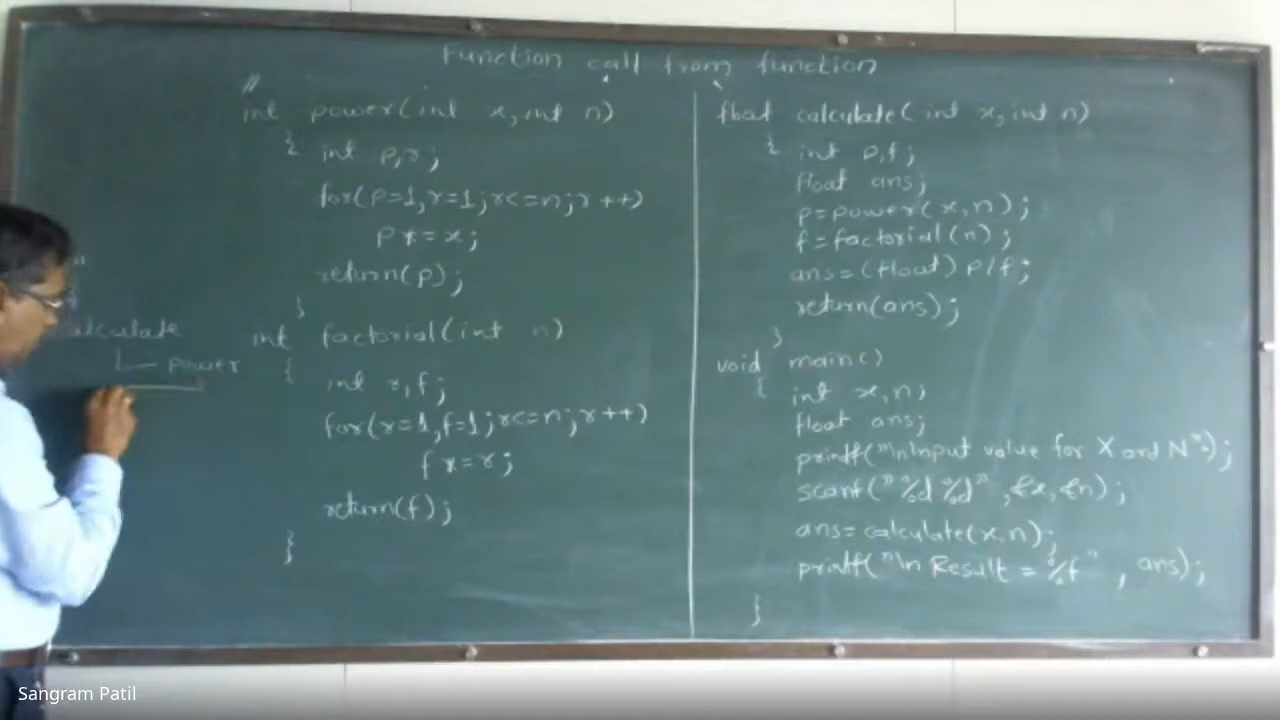 Function call from function
//
int power(int x, int n)
{ int p,r;
for(p=1,r=1;r<=n;r++)
p*=x;
return(p);
}
int factorial(int n)
{
int r,f;
for(r=1,f=1;r<=n;r++)
f*=r;
return(f);
}
float calculate(int x, int n)
{ int p,f;
float ans;
p=power(x,n);
f=factorial(n);
ans=(float) p/f;
return(ans);
}
void main()
{ int x,n;
float ans;
printf("\nInput value for X and N");
scanf("%d %d", &x, &n);
ans=calculate(x,n);
printf("\n Result = %f", ans);
}
power
Sangram Patil